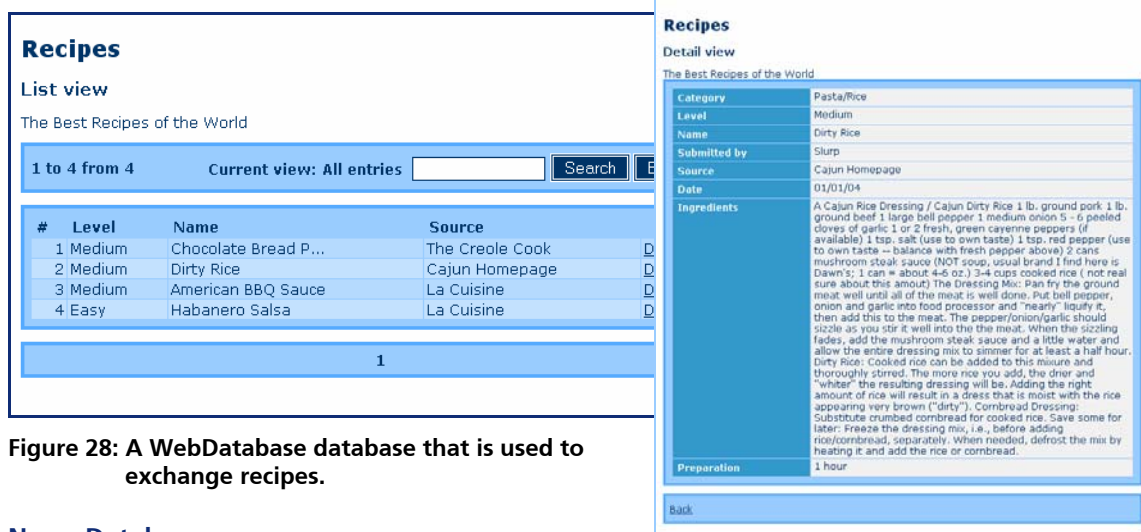 Recipes
List view
The Best Recipes of the World
1 to 4 from 4 Current view: All entries Search
# Level Name Source
1 Medium Chocolate Bread P... The Creole Cook D
2 Medium Dirty Rice Cajun Homepage D
3 Medium American BBQ Sauce La Cuisine D
4 Easy Habanero Salsa La Cuisine D
1
Figure 28: A WebDatabase database that is used to
exchange recipes.
Recipes
Detail view
The Best Recipes of the World
Category Pasta/Rice
Level Medium
Name Dirty Rice
Submitted by Slurp
Source Cajun Homepage
Date 01/01/04
Ingredients A Cajun Rice Dressing / Cajun Dirty Rice 1 lb. ground pork 1 lb.
ground beef 1 large bell pepper 1 medium onion 5 - 6 peeled
cloves of garlic 1 or 2 fresh, green cayenne peppers (if
available) 1 tsp. salt (use to own taste) 1 tsp. red pepper (use
to own taste -- balance with fresh pepper above) 2 cans
mushroom steak sauce (NOT soup, usual brand I find here is
Dawn's; 1 can = about 4-6 oz.) 3-4 cups cooked rice ( not real
sure about this amout) The Dressing Mix: Pan fry the ground
meat well until all of the meat is well done. Put bell pepper,
onion and garlic into food processor and "nearly" liquify it,
then add this to the meat. The pepper/onion/garlic should
sizzle as you stir it well into the the meat. When the sizzling
fades, add the mushroom steak sauce and a little water and
allow the entire dressing mix to simmer for at least a half hour.
Dirty Rice: Cooked rice can be added to this mixure and
thoroughly stirred. The more rice you add, the drier and
"whiter" the resulting dressing will be. Adding the right
amount of rice will result in a dress that is moist with the rice
appearing very brown ("dirty"). Cornbread Dressing:
Substitute crumbed cornbread for cooked rice. Save some for
later: Freeze the dressing mix, i.e., before adding
rice/cornbread, separately. When needed, defrost the mix by
heating it and add the rice or cornbread.
Preparation 1 hour
Back